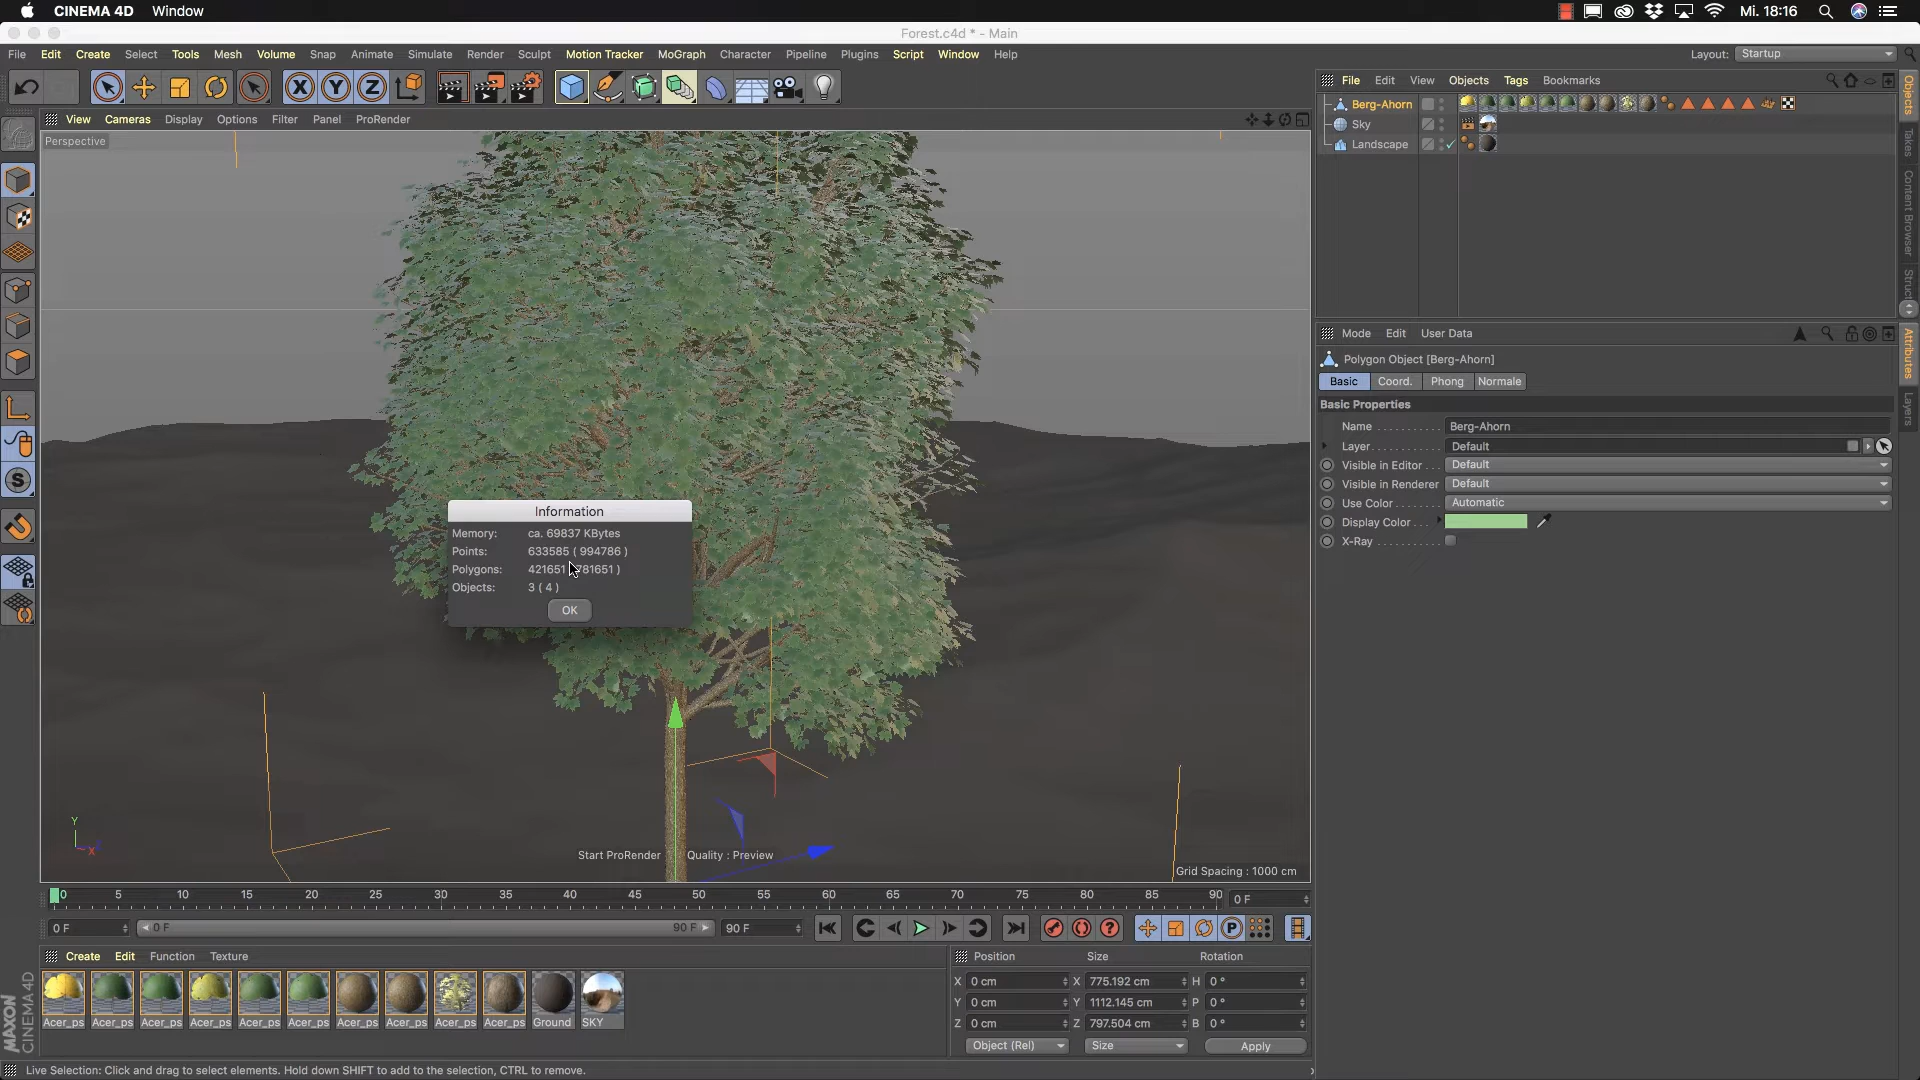 CINEMA 4D Window
Mi. 18:16
Forest.c4d * - Main
File Edit Create Select Tools Mesh Volume Snap Animate Simulate Render Sculpt Motion Tracker MoGraph Character Pipeline Plugins Script Window Help
Layout: Startup
X Y Z
File Edit View Objects Tags Bookmarks
View Cameras Display Options Filter Panel ProRender
Perspective
Berg-Ahorn
Sky
Landscape
Objects
Takes
Content Browser
Struct
Mode Edit User Data
Polygon Object [Berg-Ahorn]
Basic Coord. Phong Normale
Basic Properties
Name Berg-Ahorn
Layer Default
Visible in Editor Default
Visible in Renderer Default
Use Color Automatic
Display Color
X-Ray
Attributes
Layers
Information
Memory: ca. 69837 KBytes
Points: 633585 ( 994786 )
Polygons: 421651 781651 )
Objects: 3 ( 4 )
OK
Y
X
Start ProRender Quality : Preview
Grid Spacing : 1000 cm
0 5 10 15 20 25 30 35 40 45 50 55 60 65 70 75 80 85 90 0 F
0 F 0 F 90 F 90 F
Create Edit Function Texture
Acer_ps Acer_ps Acer_ps Acer_ps Acer_ps Acer_ps Acer_ps Acer_ps Acer_ps Acer_ps Ground SKY
Position Size Rotation
X 0 cm X 775.192 cm H 0 °
Y 0 cm Y 1112.145 cm P 0 °
Z 0 cm Z 797.504 cm B 0 °
Object (Rel) Size Apply
MAXON CINEMA 4D
Live Selection: Click and drag to select elements. Hold down SHIFT to add to the selection, CTRL to remove.